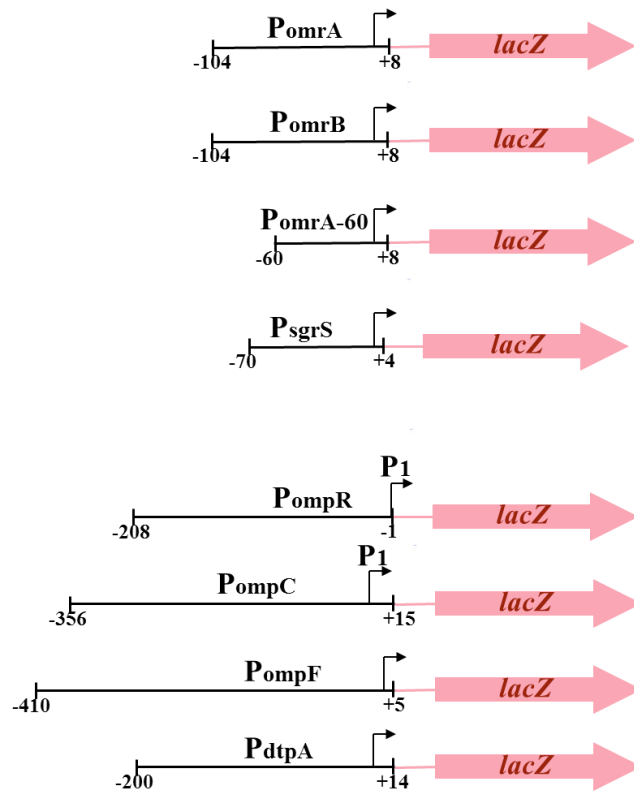 PomrA
lacZ
-104
+8
PomrB
lacZ
-104
+8
PomrA-60
lacZ
-60
+8
PsgrS
lacZ
-70
+4
P1
PompR
lacZ
-208
-1
P1
PompC
lacZ
-356
+15
PompF
lacZ
-410
+5
PdtpA
lacZ
-200
+14